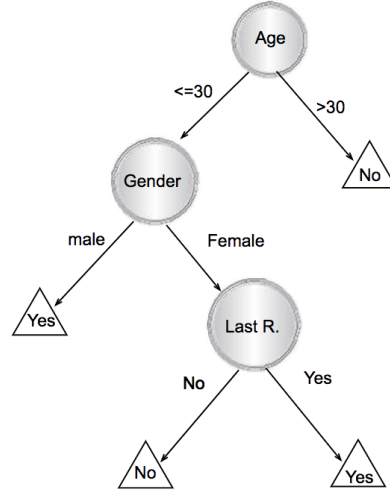 Age
<=30
>30
Gender
No
male
Female
Yes
Last R.
No
Yes
No
Yes